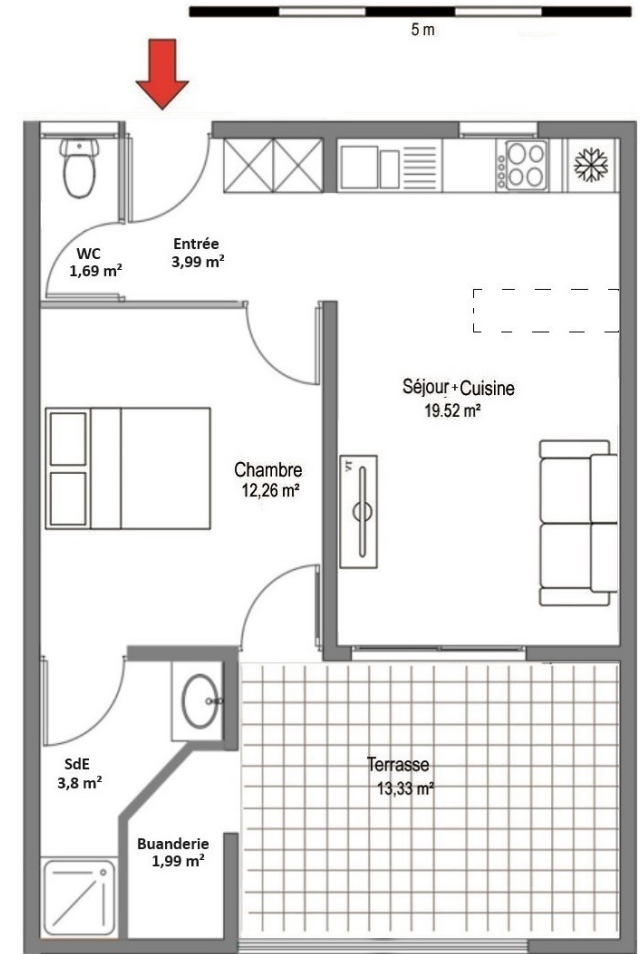 5 m
WC
1,69 m²
Entrée
3,99 m²
Séjour+Cuisine
19.52 m²
Chambre
12,26 m²
TV
SdE
3,8 m²
Terrasse
13,33 m²
Buanderie
1,99 m²